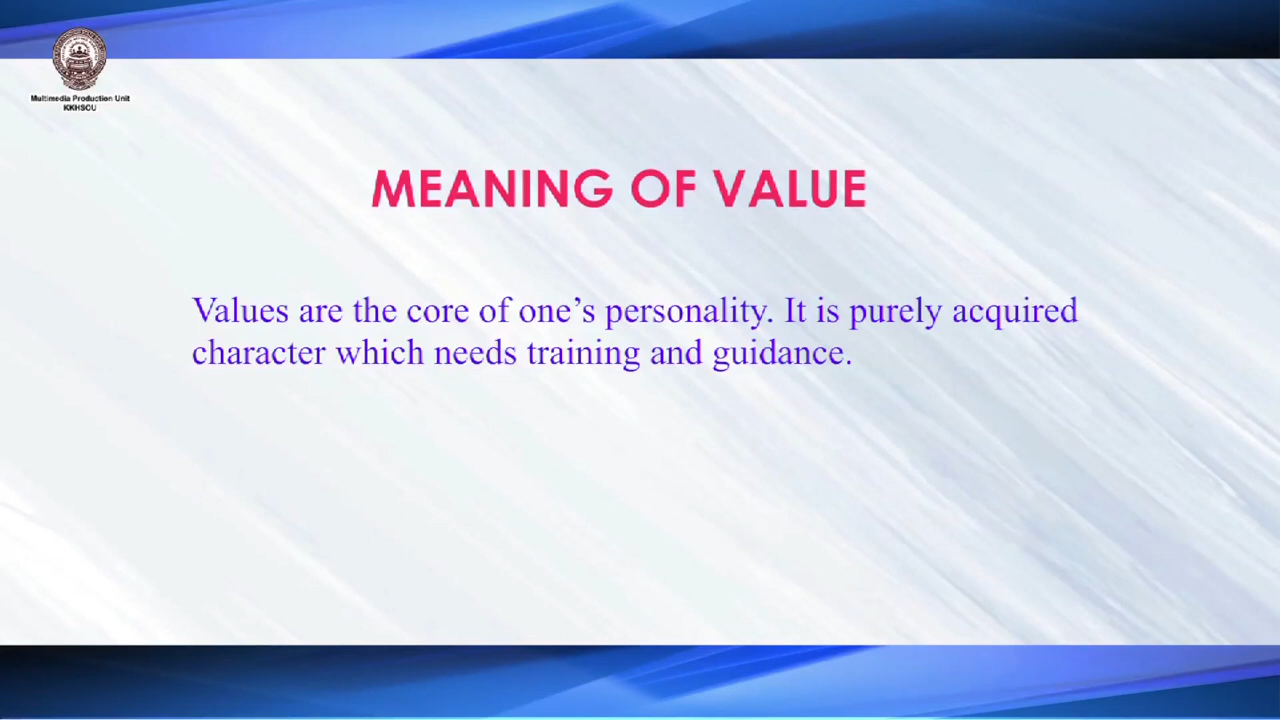 Multimedia Production Unit
KKHSOU
MEANING OF VALUE
Values are the core of one’s personality. It is purely acquired
character which needs training and guidance.